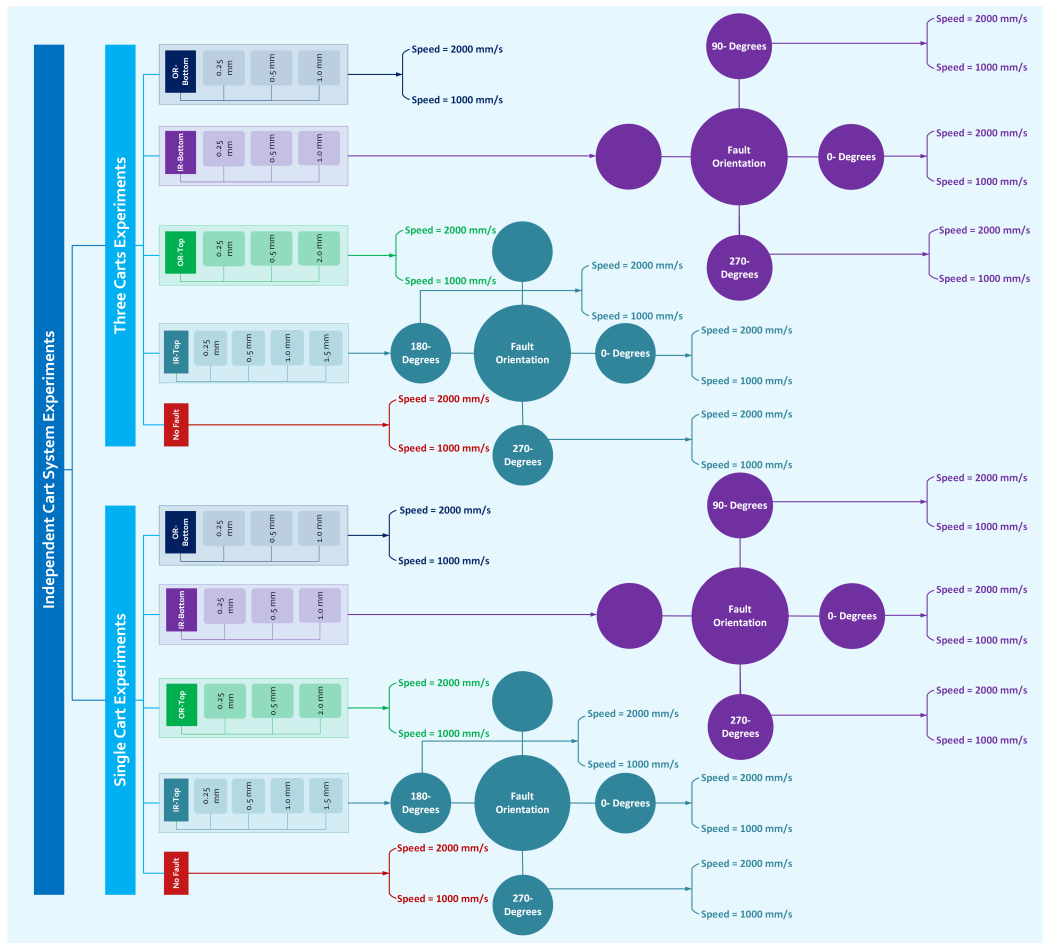 Independent Cart System Experiments
Three Carts Experiments
OR-
Bottom
0.25
mm
0.5 mm
1.0 mm
Speed = 2000 mm/s
Speed = 1000 mm/s
IR-Bottom
0.25
mm
0.5 mm
1.0 mm
90- Degrees
Speed = 2000 mm/s
Speed = 1000 mm/s
Fault
Orientation
0- Degrees
Speed = 2000 mm/s
Speed = 1000 mm/s
270-
Degrees
Speed = 2000 mm/s
Speed = 1000 mm/s
OR-Top
0.25
mm
0.5 mm
2.0 mm
Speed = 2000 mm/s
Speed = 1000 mm/s
IR-Top
0.25
mm
0.5 mm
1.0 mm
1.5 mm
180-
Degrees
Speed = 2000 mm/s
Speed = 1000 mm/s
Fault
Orientation
0- Degrees
Speed = 2000 mm/s
Speed = 1000 mm/s
270-
Degrees
Speed = 2000 mm/s
Speed = 1000 mm/s
No Fault
Speed = 2000 mm/s
Speed = 1000 mm/s
Single Cart Experiments
OR-
Bottom
0.25
mm
0.5 mm
1.0 mm
Speed = 2000 mm/s
Speed = 1000 mm/s
IR-Bottom
0.25
mm
0.5 mm
1.0 mm
90- Degrees
Speed = 2000 mm/s
Speed = 1000 mm/s
Fault
Orientation
0- Degrees
Speed = 2000 mm/s
Speed = 1000 mm/s
270-
Degrees
Speed = 2000 mm/s
Speed = 1000 mm/s
OR-Top
0.25
mm
0.5 mm
2.0 mm
Speed = 2000 mm/s
Speed = 1000 mm/s
IR-Top
0.25
mm
0.5 mm
1.0 mm
1.5 mm
180-
Degrees
Speed = 2000 mm/s
Speed = 1000 mm/s
Fault
Orientation
0- Degrees
Speed = 2000 mm/s
Speed = 1000 mm/s
270-
Degrees
Speed = 2000 mm/s
Speed = 1000 mm/s
No Fault
Speed = 2000 mm/s
Speed = 1000 mm/s